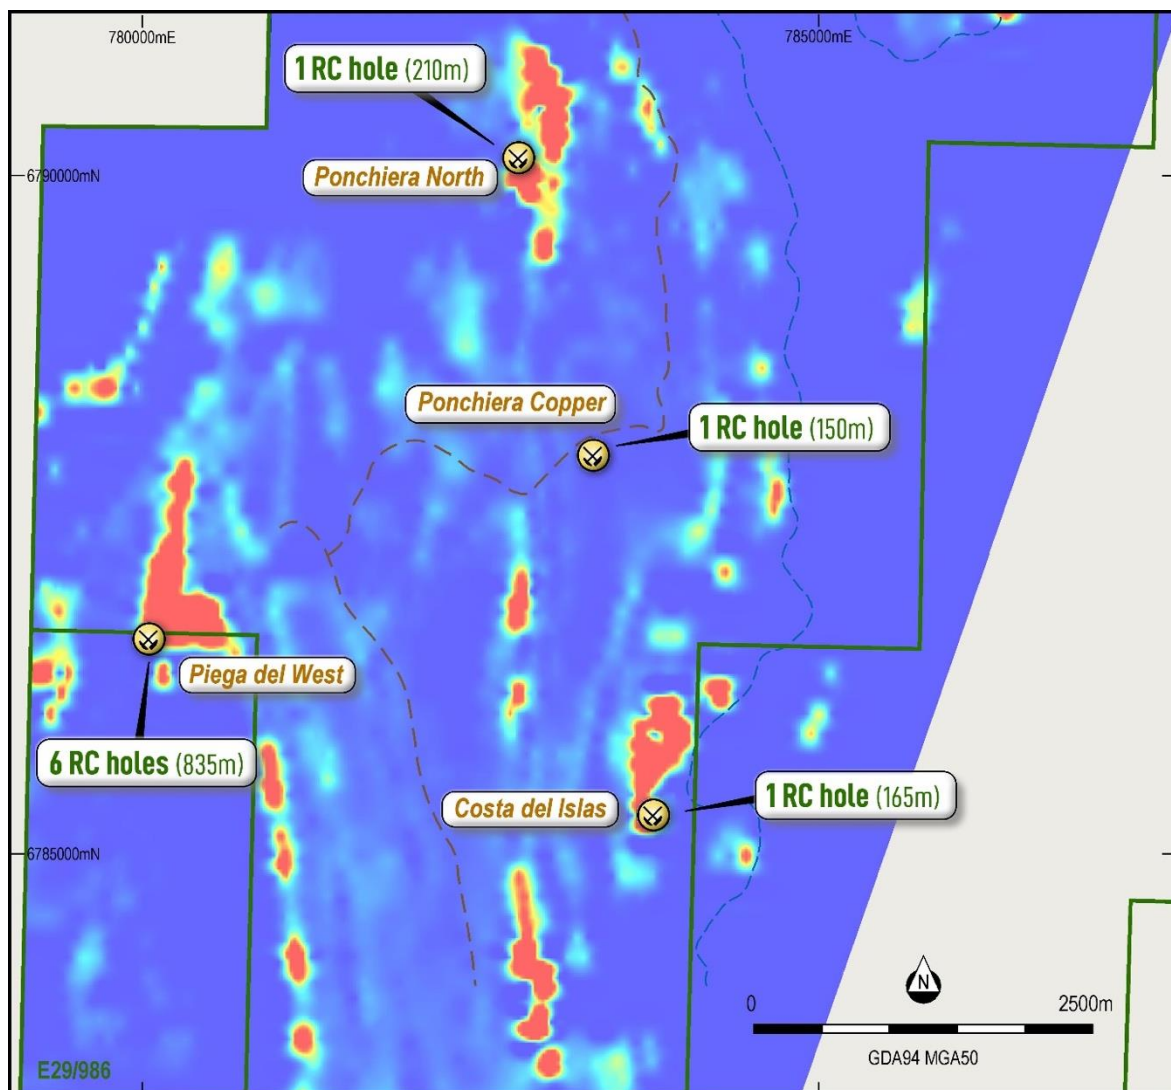 780000mE
785000mE
1 RC hole (210m)
Ponchiera North
6790000mN
Ponchiera Copper
1 RC hole (150m)
Piega del West
6 RC holes (835m)
Costa del Islas
1 RC hole (165m)
6785000mN
N
0 2500m
GDA94 MGA50
E29/986